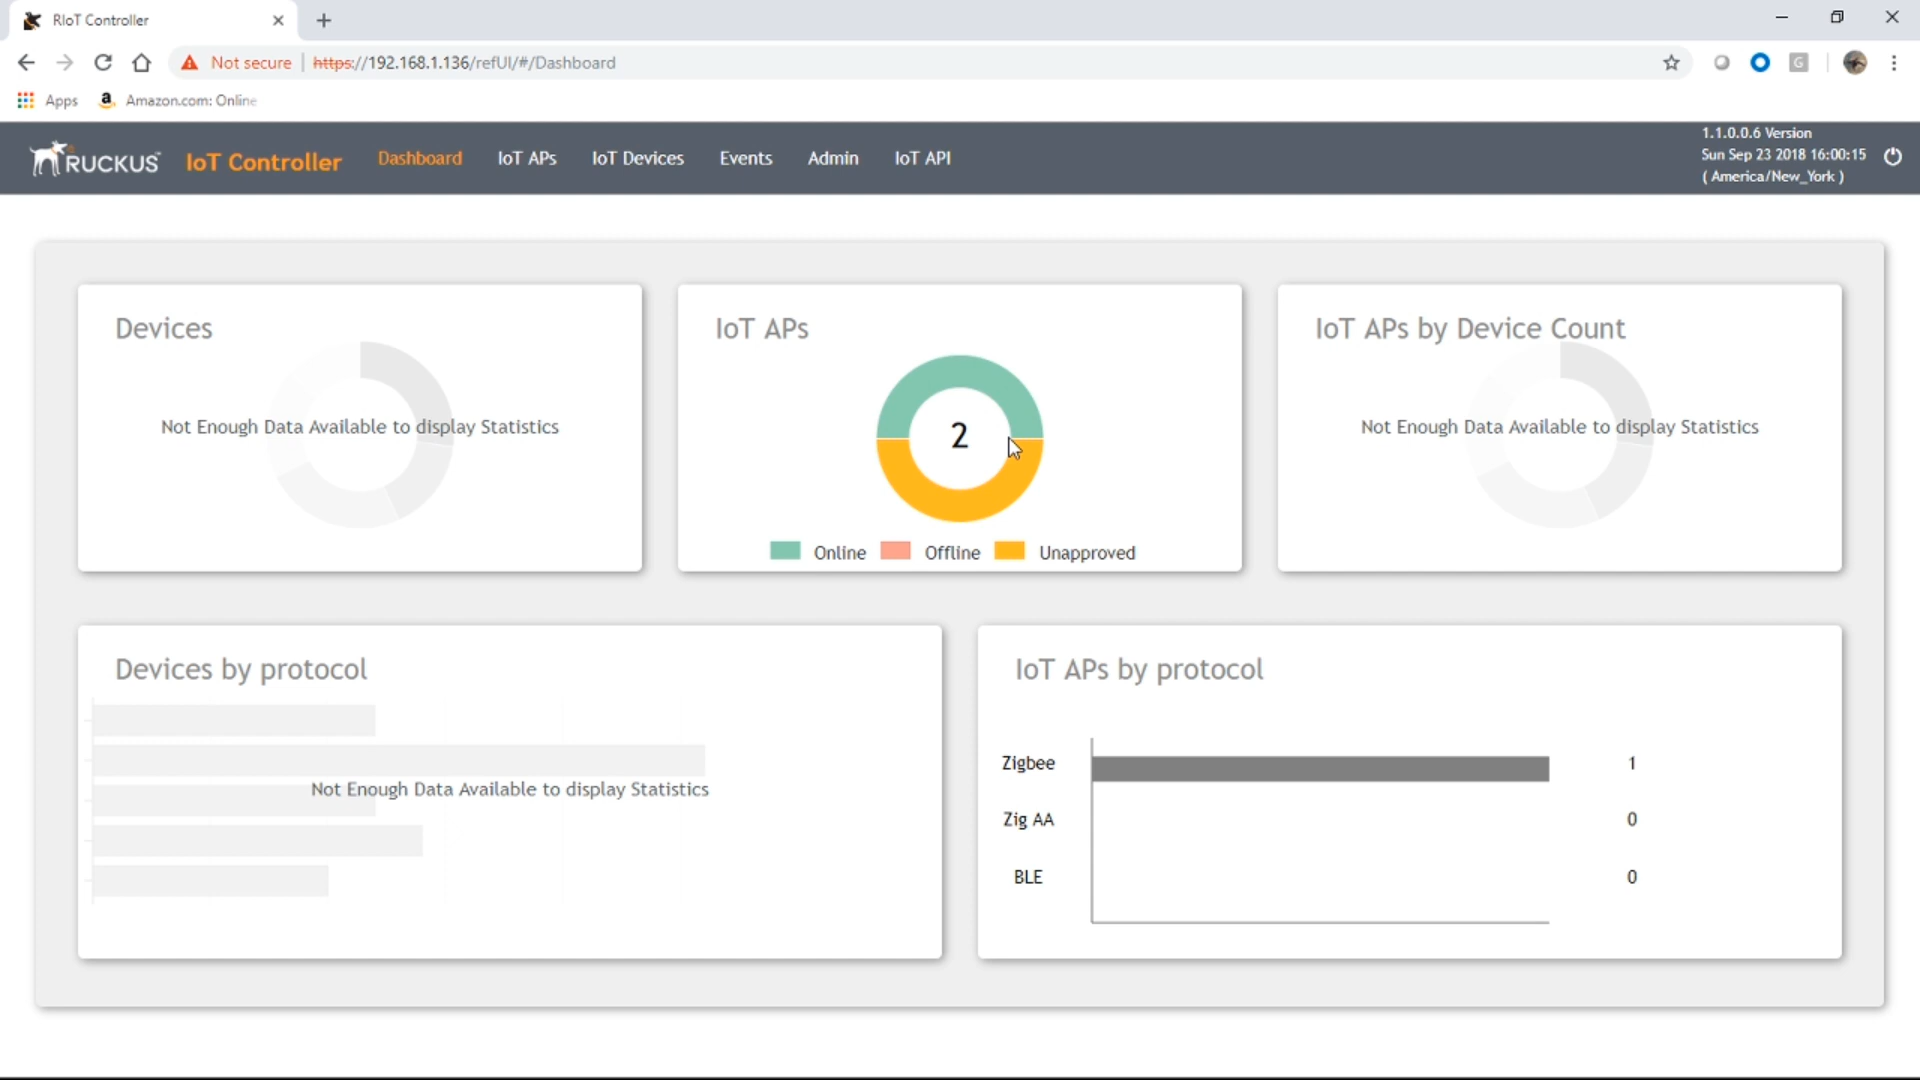 RIoT Controller
Not secure | https://192.168.1.136/refUI/#/Dashboard
G
Apps
a Amazon.com: Online
RUCKUS IoT Controller
Dashboard
IoT APs
IoT Devices
Events
Admin
IoT API
1.1.0.0.6 Version
Sun Sep 23 2018 16:00:15
( America/New_York )
Devices
Not Enough Data Available to display Statistics
IoT APs
2
Online
Offline
Unapproved
IoT APs by Device Count
Not Enough Data Available to display Statistics
Devices by protocol
Not Enough Data Available to display Statistics
IoT APs by protocol
Zigbee 1
Zig AA 0
BLE 0